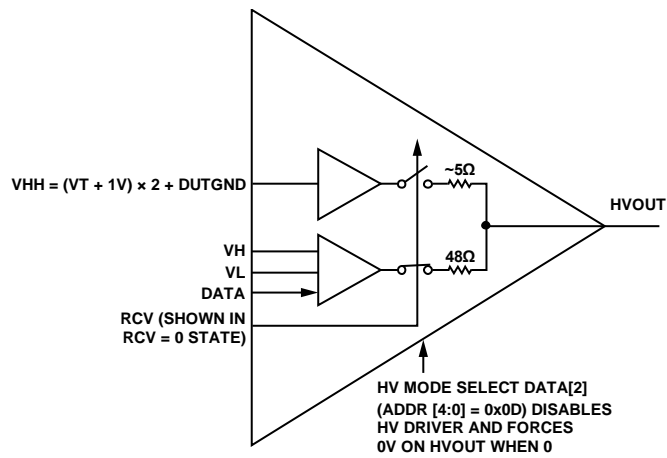 VHH = (VT + 1V) × 2 + DUTGND
~5Ω
HVOUT
VH
VL
48Ω
DATA
RCV (SHOWN IN
RCV = 0 STATE)
HV MODE SELECT DATA[2]
(ADDR [4:0] = 0x0D) DISABLES
HV DRIVER AND FORCES
0V ON HVOUT WHEN 0